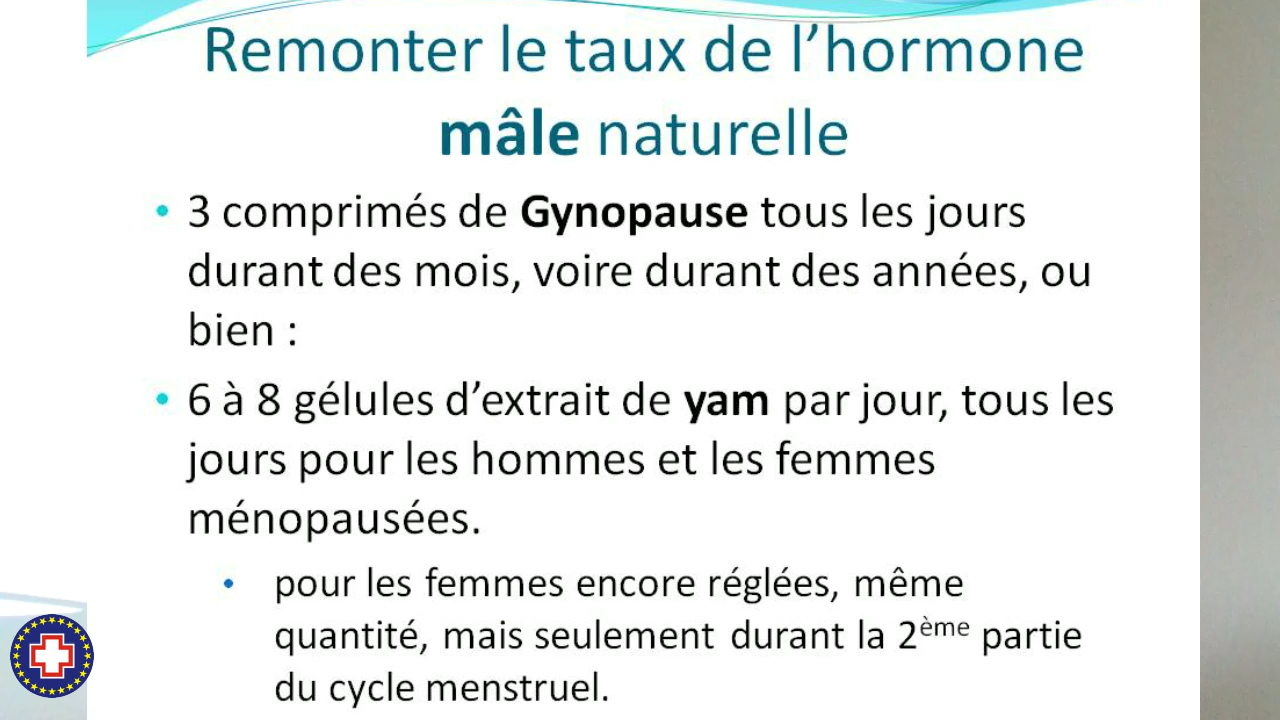 Remonter le taux de l’hormone
mâle naturelle
• 3 comprimés de Gynopause tous les jours
durant des mois, voire durant des années, ou
bien :
• 6 à 8 gélules d’extrait de yam par jour, tous les
jours pour les hommes et les femmes
ménopausées.
• pour les femmes encore réglées, même
quantité, mais seulement durant la 2ème partie
du cycle menstruel.